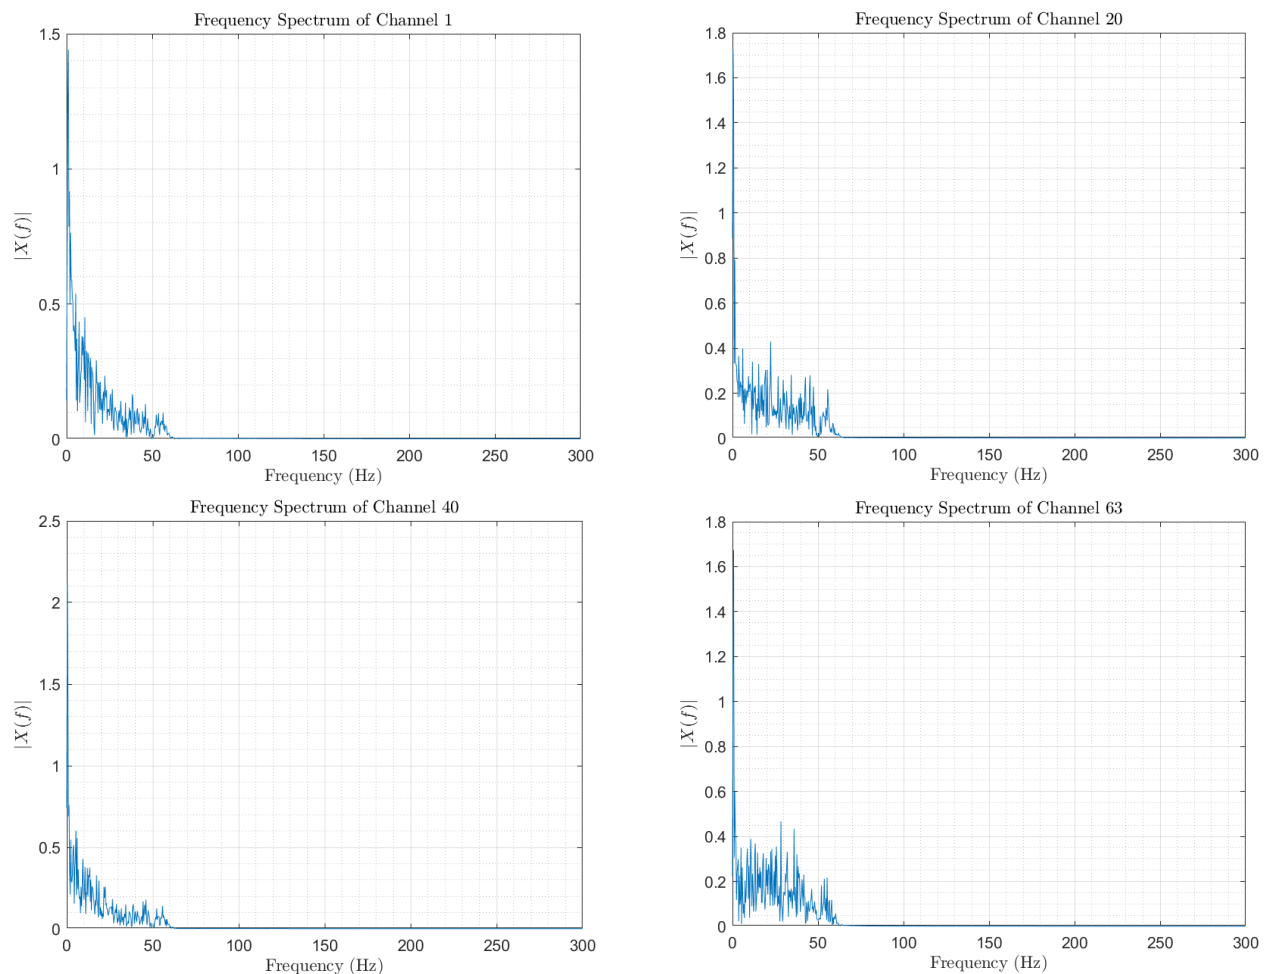 Frequency Spectrum of Channel 1
1.5
1
0.5
0
|X(f)|
0 50 100 150 200 250 300
Frequency (Hz)
Frequency Spectrum of Channel 20
1.8
1.6
1.4
1.2
1
0.8
0.6
0.4
0.2
0
|X(f)|
0 50 100 150 200 250 300
Frequency (Hz)
Frequency Spectrum of Channel 40
2.5
2
1.5
1
0.5
0
|X(f)|
0 50 100 150 200 250 300
Frequency (Hz)
Frequency Spectrum of Channel 63
1.8
1.6
1.4
1.2
1
0.8
0.6
0.4
0.2
0
|X(f)|
0 50 100 150 200 250 300
Frequency (Hz)